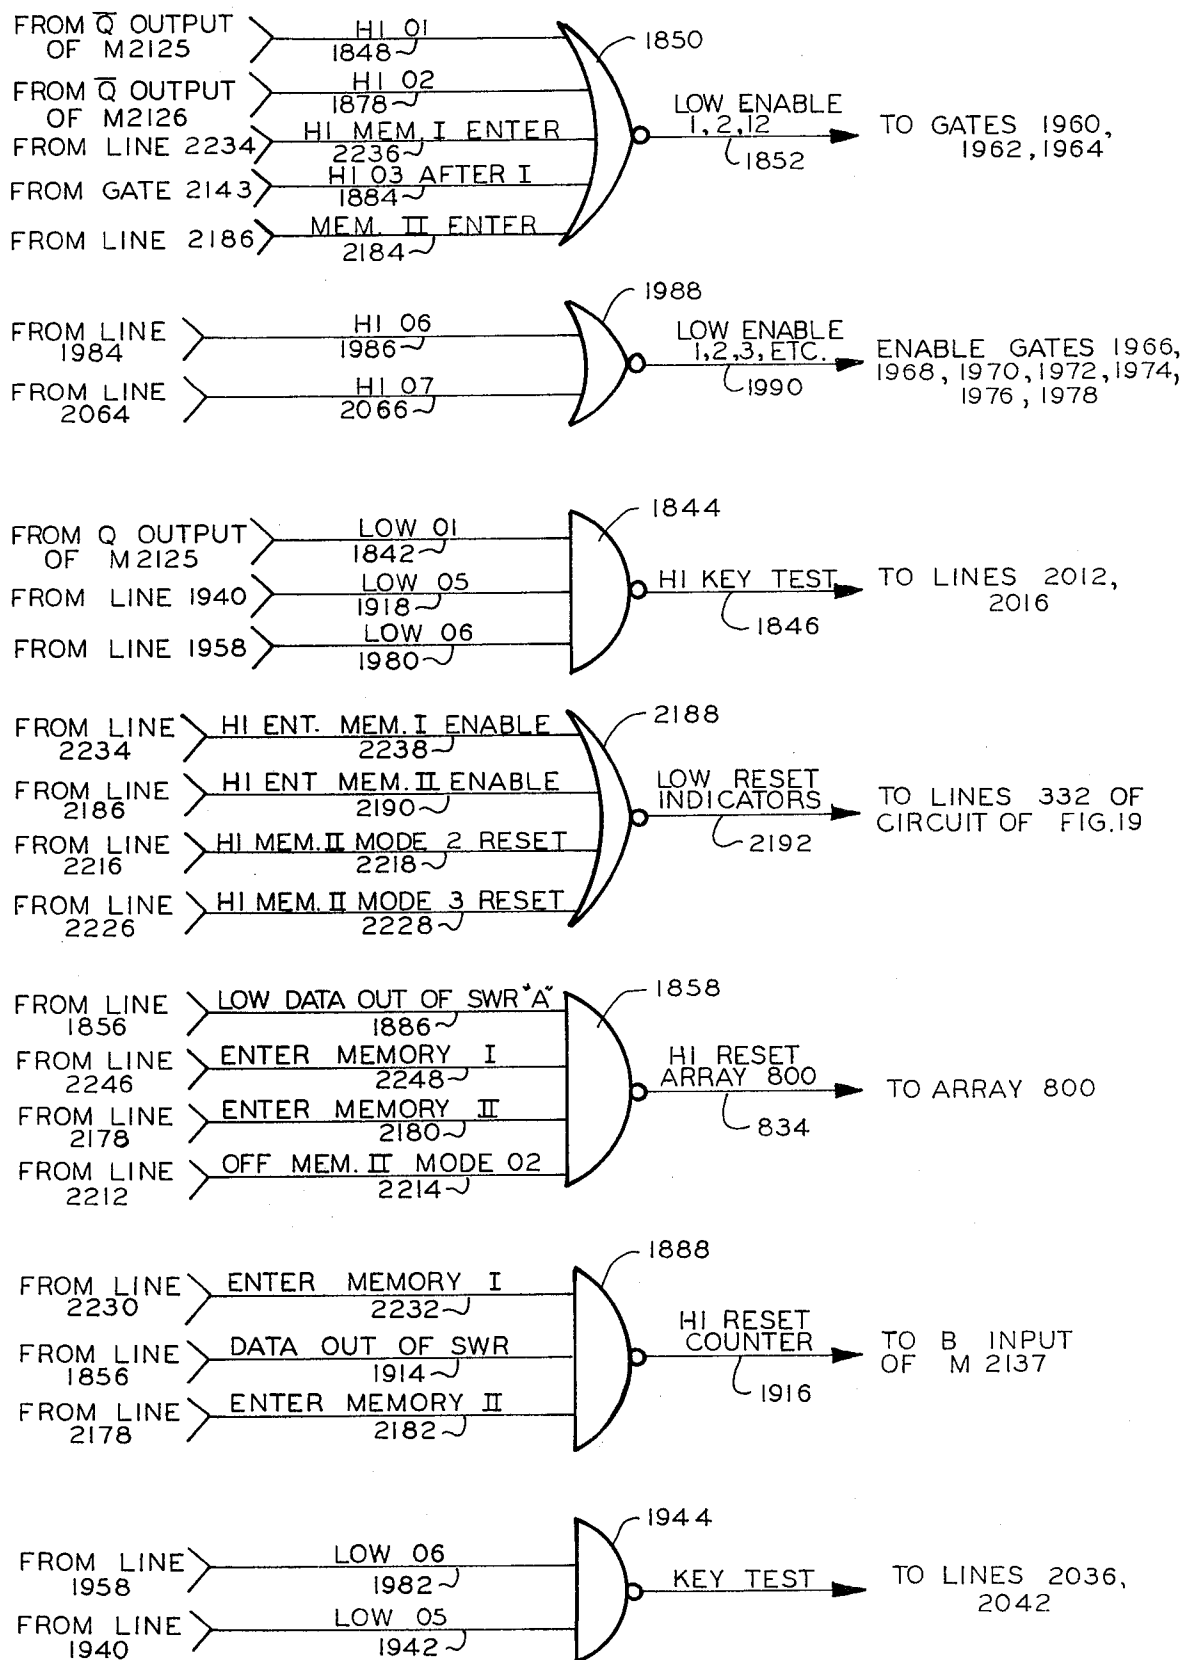 FROM Q̅ OUTPUT
OF M2125
HI 01
1848
FROM Q̅ OUTPUT
OF M2126
HI 02
1878
FROM LINE 2234
HI MEM. I ENTER
2236
FROM GATE 2143
HI 03 AFTER I
1884
FROM LINE 2186
MEM. II ENTER
2184
1850
LOW ENABLE
1, 2, 12
1852
TO GATES 1960,
1962, 1964
FROM LINE
1984
HI 06
1986
FROM LINE
2064
HI 07
2066
1988
LOW ENABLE
1, 2, 3, ETC.
1990
ENABLE GATES 1966,
1968, 1970, 1972, 1974,
1976, 1978
FROM Q OUTPUT
OF M2125
LOW 01
1842
FROM LINE 1940
LOW 05
1918
FROM LINE 1958
LOW 06
1980
1844
HI KEY TEST
1846
TO LINES 2012,
2016
FROM LINE
2234
HI ENT. MEM. I ENABLE
2238
FROM LINE
2186
HI ENT MEM. II ENABLE
2190
FROM LINE
2216
HI MEM. II MODE 2 RESET
2218
FROM LINE
2226
HI MEM. II MODE 3 RESET
2228
2188
LOW RESET
INDICATORS
2192
TO LINES 332 OF
CIRCUIT OF FIG.19
FROM LINE
1856
LOW DATA OUT OF SWR "A"
1886
FROM LINE
2246
ENTER MEMORY I
2248
FROM LINE
2178
ENTER MEMORY II
2180
FROM LINE
2212
OFF MEM. II MODE 02
2214
1858
HI RESET
ARRAY 800
834
TO ARRAY 800
FROM LINE
2230
ENTER MEMORY I
2232
FROM LINE
1856
DATA OUT OF SWR
1914
FROM LINE
2178
ENTER MEMORY II
2182
1888
HI RESET
COUNTER
1916
TO B INPUT
OF M 2137
FROM LINE
1958
LOW 06
1982
FROM LINE
1940
LOW 05
1942
1944
KEY TEST
TO LINES 2036,
2042